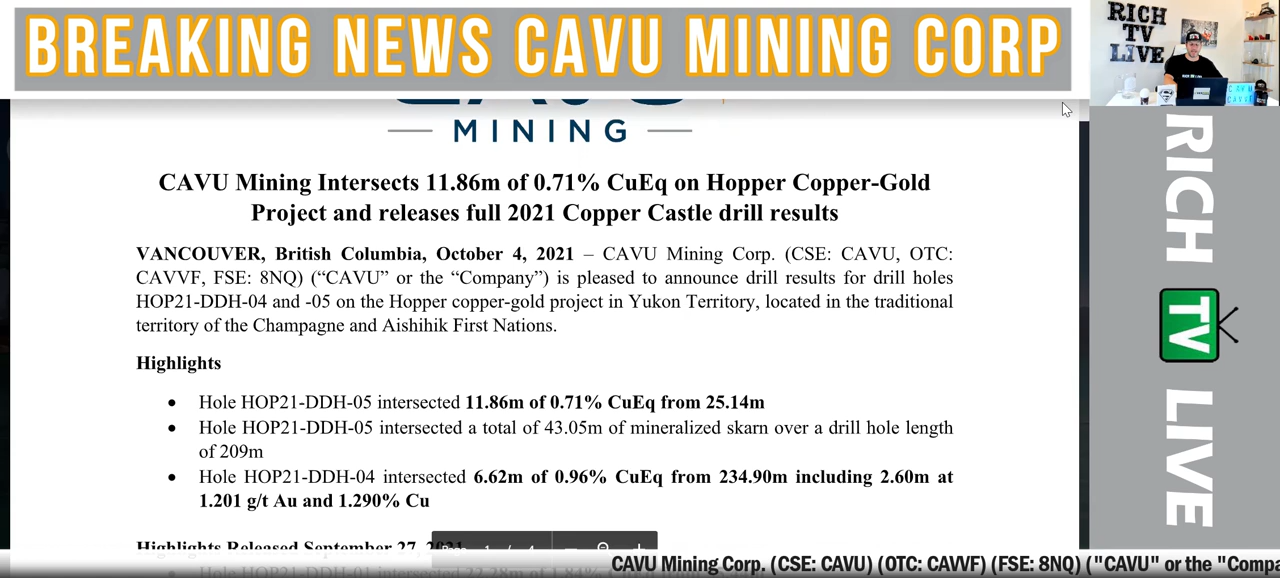 BREAKING NEWS CAVU MINING CORP
RICH
TV
LIVE
MINING
CAVU Mining Intersects 11.86m of 0.71% CuEq on Hopper Copper-Gold
Project and releases full 2021 Copper Castle drill results
VANCOUVER, British Columbia, October 4, 2021 – CAVU Mining Corp. (CSE: CAVU, OTC:
CAVVF, FSE: 8NQ) (“CAVU” or the “Company”) is pleased to announce drill results for drill holes
HOP21-DDH-04 and -05 on the Hopper copper-gold project in Yukon Territory, located in the traditional
territory of the Champagne and Aishihik First Nations.
Highlights
• Hole HOP21-DDH-05 intersected 11.86m of 0.71% CuEq from 25.14m
• Hole HOP21-DDH-05 intersected a total of 43.05m of mineralized skarn over a drill hole length
of 209m
• Hole HOP21-DDH-04 intersected 6.62m of 0.96% CuEq from 234.90m including 2.60m at
1.201 g/t Au and 1.290% Cu
Highlights Released September 27, 2021
CAVU Mining Corp. (CSE: CAVU) (OTC: CAVVF) (FSE: 8NQ) ("CAVU" or the "Compa
RICH
TV
LIVE